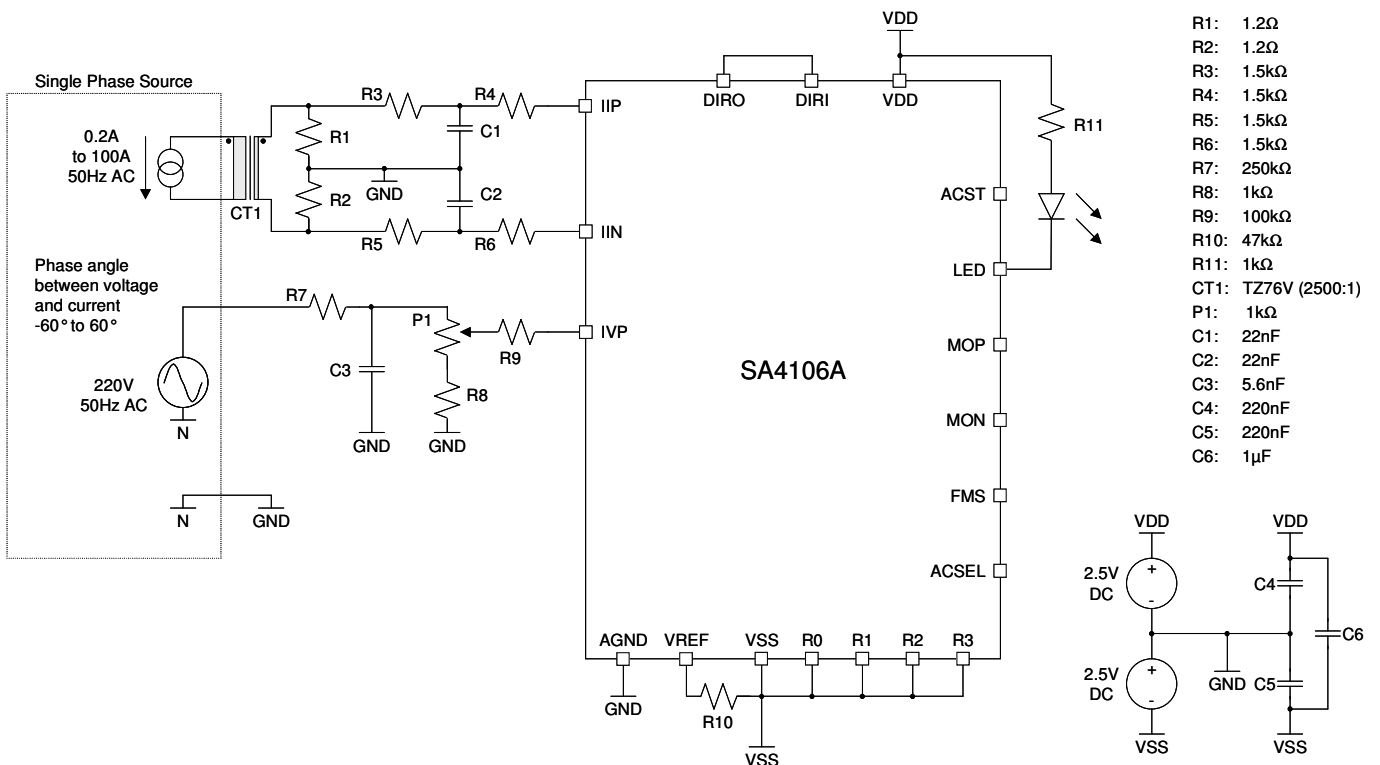 Single Phase Source
0.2A
to 100A
50Hz AC
CT1
R1
R2
R3
R4
C1
GND
C2
R5
R6
IIP
IIN
Phase angle
between voltage
and current
-60° to 60°
R7
P1
R9
IVP
C3
R8
220V
50Hz AC
N
GND
GND
N
GND
VDD
DIRO
DIRI
VDD
R11
ACST
LED
MOP
MON
FMS
ACSEL
SA4106A
AGND
VREF
VSS
R0
R1
R2
R3
GND
R10
VSS
R1: 1.2Ω
R2: 1.2Ω
R3: 1.5kΩ
R4: 1.5kΩ
R5: 1.5kΩ
R6: 1.5kΩ
R7: 250kΩ
R8: 1kΩ
R9: 100kΩ
R10: 47kΩ
R11: 1kΩ
CT1: TZ76V (2500:1)
P1: 1kΩ
C1: 22nF
C2: 22nF
C3: 5.6nF
C4: 220nF
C5: 220nF
C6: 1µF
VDD
VDD
2.5V
DC
+
-
C4
C6
2.5V
DC
+
-
GND
C5
VSS
VSS